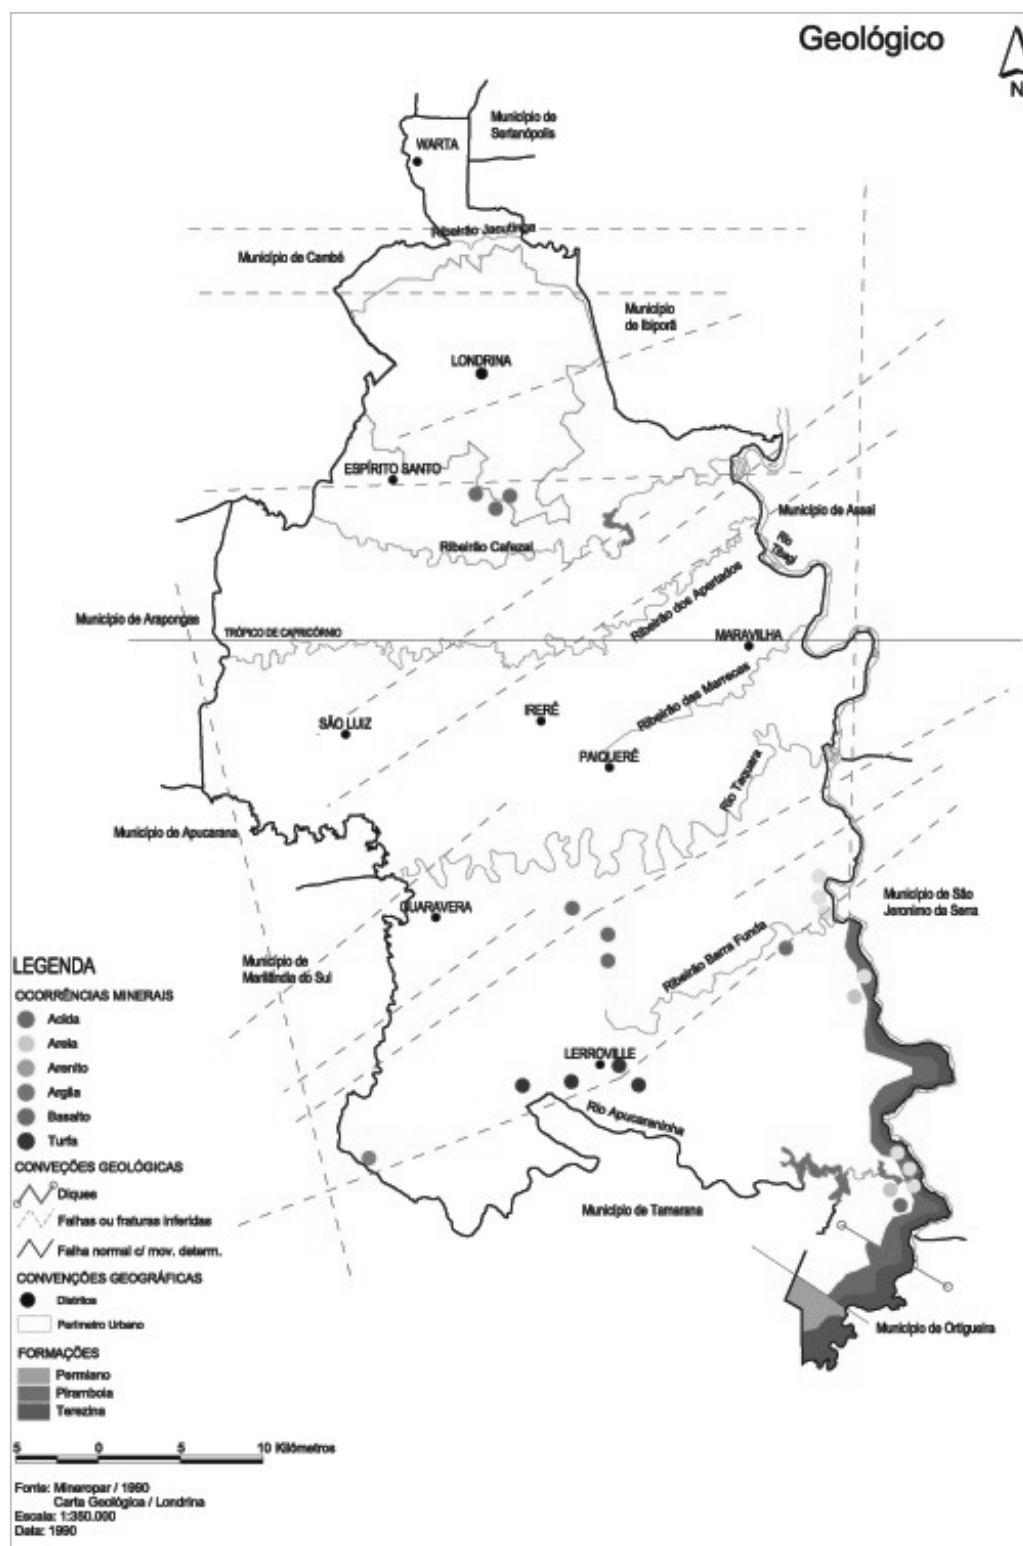 Geológico
N
Município de
Sertanópolis
WARTA
Ribeirão Jacutinga
Município de Cambé
Município
de Ibiporã
LONDRINA
ESPÍRITO SANTO
Município de Assaí
Rio
Tibagi
Ribeirão Cafezal
Ribeirão dos Apertados
Município de Arapongas
TRÓPICO DE CAPRICÓRNIO
MARAVILHA
Ribeirão das Marrecas
SÃO LUIZ
IRERÊ
PAIQUERÊ
Rio Taquara
Município de Apucarana
GUARAVERA
Município de São
Jeronimo da Serra
Ribeirão Barra Funda
Município de
Marilândia do Sul
LERROVILLE
Rio Apucaraninha
Município de Tamarana
Município de Ortigueira
LEGENDA
OCORRÊNCIAS MINERAIS
Acida
Areia
Arenito
Argila
Basalto
Turfa
CONVEÇÕES GEOLÓGICAS
Diques
Falhas ou fraturas inferidas
Falha normal c/ mov. determ.
CONVENÇÕES GEOGRÁFICAS
Distritos
Perímetro Urbano
FORMAÇÕES
Permiano
Piramboia
Terezina
5 0 5 10 Kilômetros
Fonte: Mineropar / 1990
Carta Geológica / Londrina
Escala: 1:350.000
Data: 1990